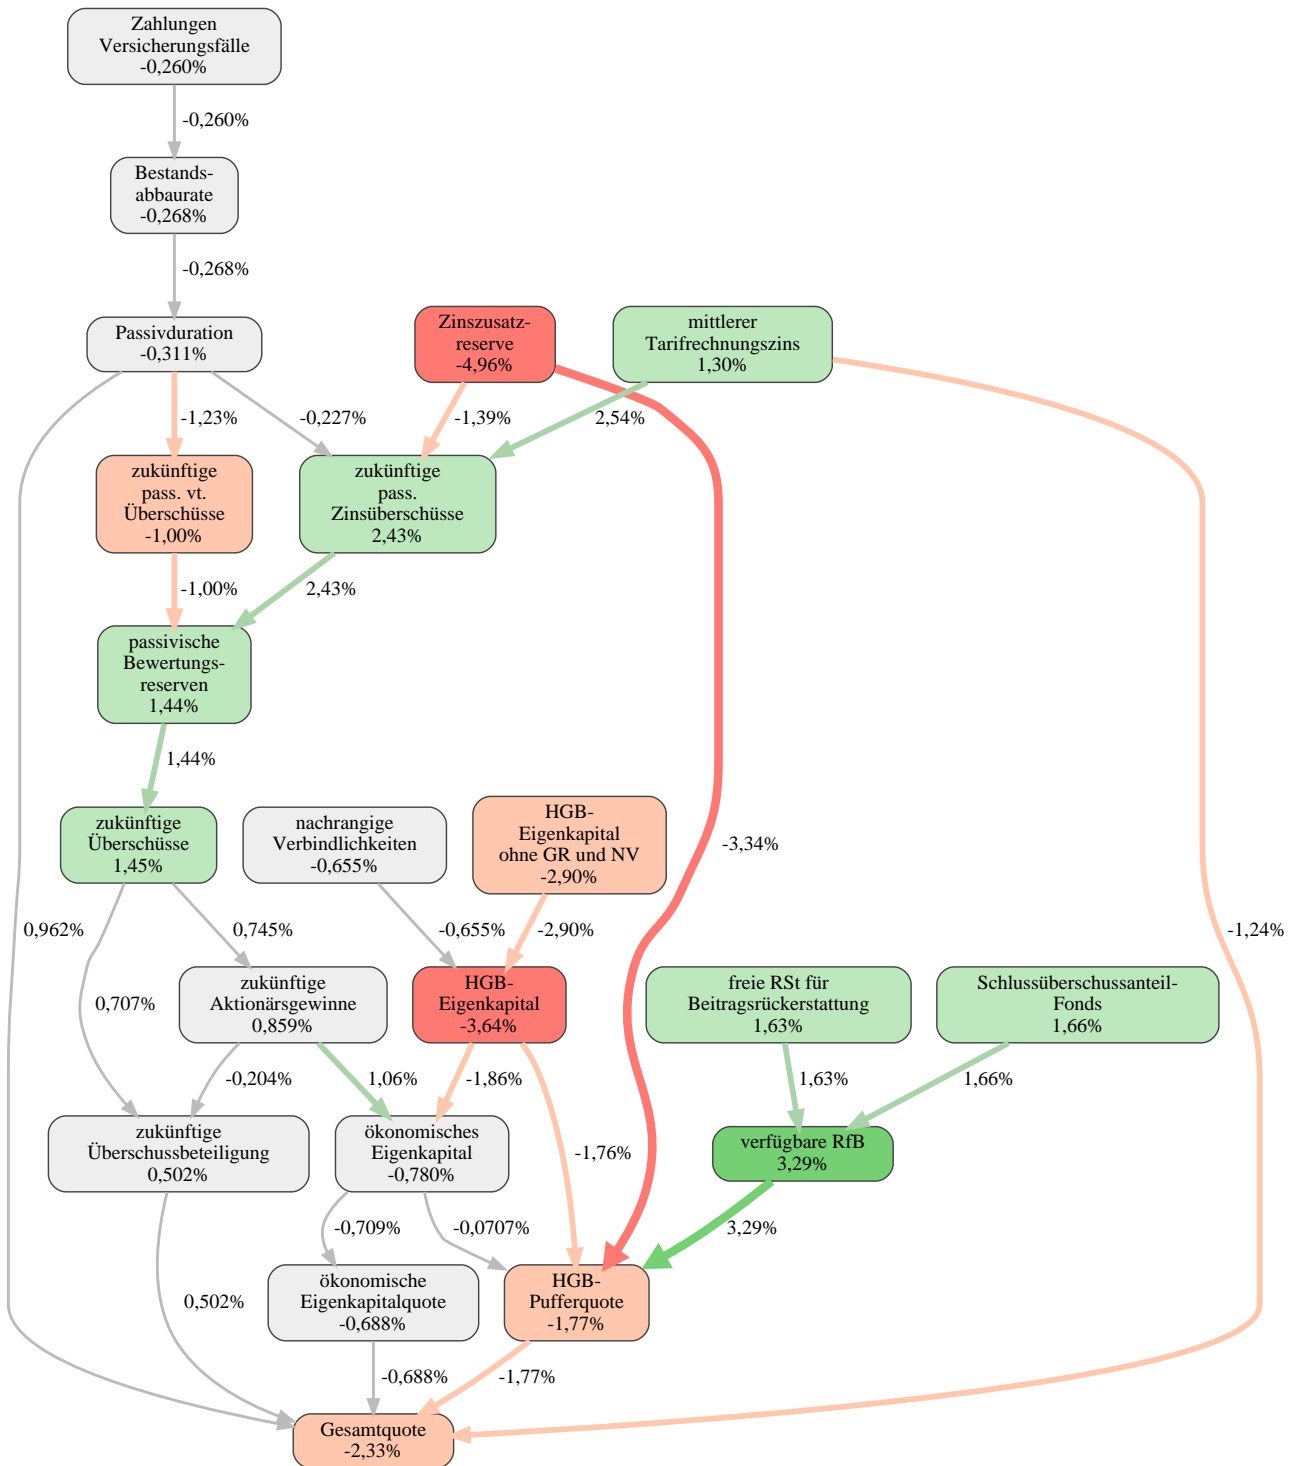 Zahlungen
Versicherungsfälle
-0,260%
-0,260%
Bestands-
abbaurate
-0,268%
-0,268%
Passivduration
-0,311%
Zinszusatz-
reserve
-4,96%
mittlerer
Tarifrechnungszins
1,30%
-1,23%
-0,227%
-1,39%
2,54%
zukünftige
pass. vt.
Überschüsse
-1,00%
zukünftige
pass.
Zinsüberschüsse
2,43%
-1,00%
2,43%
passivische
Bewertungs-
reserven
1,44%
1,44%
zukünftige
Überschüsse
1,45%
nachrangige
Verbindlichkeiten
-0,655%
HGB-
Eigenkapital
ohne GR und NV
-2,90%
-3,34%
0,962%
0,745%
-0,655%
-2,90%
-1,24%
0,707%
zukünftige
Aktionärsgewinne
0,859%
HGB-
Eigenkapital
-3,64%
freie RSt für
Beitragsrückerstattung
1,63%
Schlussüberschussanteil-
Fonds
1,66%
-0,204%
1,06%
-1,86%
1,63%
1,66%
zukünftige
Überschussbeteiligung
0,502%
ökonomisches
Eigenkapital
-0,780%
-1,76%
verfügbare RfB
3,29%
-0,709%
-0,0707%
3,29%
0,502%
ökonomische
Eigenkapitalquote
-0,688%
HGB-
Pufferquote
-1,77%
-0,688%
-1,77%
Gesamtquote
-2,33%